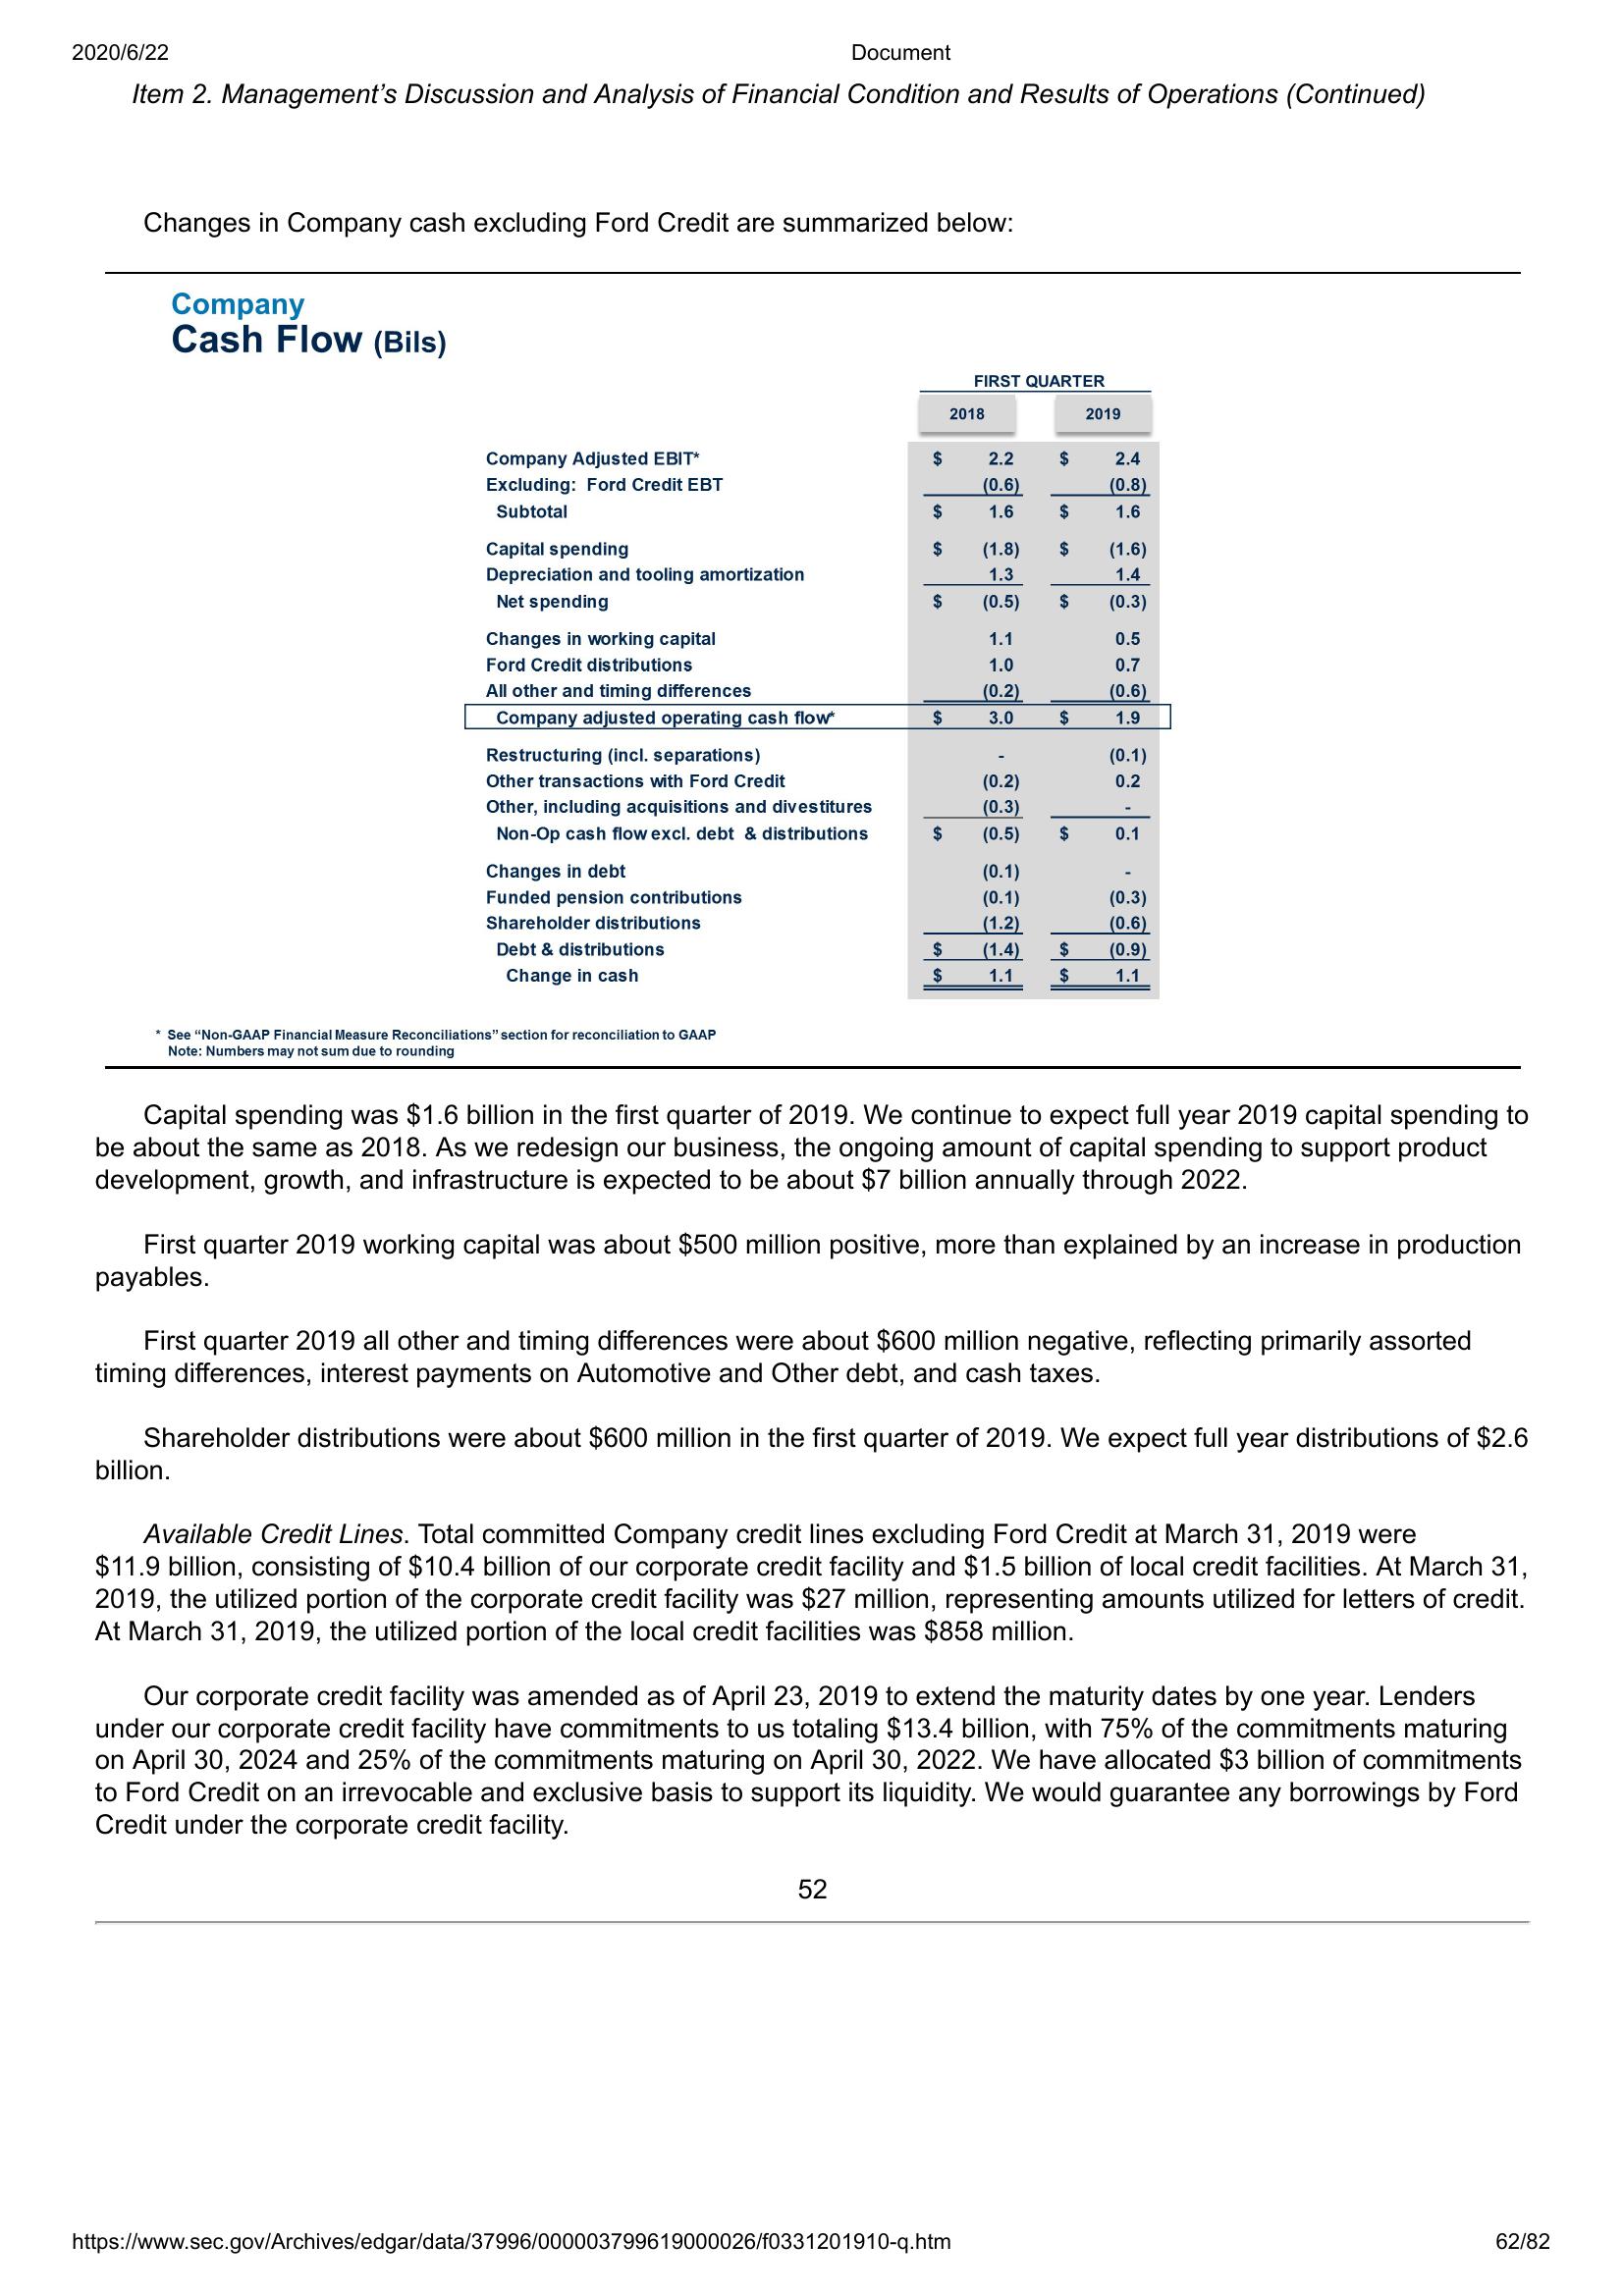 2020/6/22 Document
Item 2. Management’s Discussion and Analysis of Financial Condition and Results of Operations (Continued)
Changes in Company cash excluding Ford Credit are summarized below:
Company
Cash Flow (Bils)
FIRST QUARTER
2018 2019
Company Adjusted EBIT* $ 2.2 $ 2.4
Excluding: Ford Credit EBT (0.6) (0.8)
Subtotal $ 1.6 $ 1.6
Capital spending $ (1.8) $ (1.6)
Depreciation and tooling amortization 1.3 1.4
Net spending $ (0.5) $ (0.3)
Changes in working capital 1.1 0.5
Ford Credit distributions 1.0 0.7
All other and timing differences (0.2) (0.6)
Company adjusted operating cash flow* $ 3.0 $ 1.9
Restructuring (incl. separations) - (0.1)
Other transactions with Ford Credit (0.2) 0.2
Other, including acquisitions and divestitures (0.3) -
Non-Op cash flow excl. debt & distributions $ (0.5) $ 0.1
Changes in debt (0.1) -
Funded pension contributions (0.1) (0.3)
Shareholder distributions (1.2) (0.6)
Debt & distributions $ (1.4) $ (0.9)
Change in cash $ 1.1 $ 1.1
* See “Non-GAAP Financial Measure Reconciliations” section for reconciliation to GAAP
Note: Numbers may not sum due to rounding
Capital spending was $1.6 billion in the first quarter of 2019. We continue to expect full year 2019 capital spending to
be about the same as 2018. As we redesign our business, the ongoing amount of capital spending to support product
development, growth, and infrastructure is expected to be about $7 billion annually through 2022.
First quarter 2019 working capital was about $500 million positive, more than explained by an increase in production
payables.
First quarter 2019 all other and timing differences were about $600 million negative, reflecting primarily assorted
timing differences, interest payments on Automotive and Other debt, and cash taxes.
Shareholder distributions were about $600 million in the first quarter of 2019. We expect full year distributions of $2.6
billion.
Available Credit Lines. Total committed Company credit lines excluding Ford Credit at March 31, 2019 were
$11.9 billion, consisting of $10.4 billion of our corporate credit facility and $1.5 billion of local credit facilities. At March 31,
2019, the utilized portion of the corporate credit facility was $27 million, representing amounts utilized for letters of credit.
At March 31, 2019, the utilized portion of the local credit facilities was $858 million.
Our corporate credit facility was amended as of April 23, 2019 to extend the maturity dates by one year. Lenders
under our corporate credit facility have commitments to us totaling $13.4 billion, with 75% of the commitments maturing
on April 30, 2024 and 25% of the commitments maturing on April 30, 2022. We have allocated $3 billion of commitments
to Ford Credit on an irrevocable and exclusive basis to support its liquidity. We would guarantee any borrowings by Ford
Credit under the corporate credit facility.
52
https://www.sec.gov/Archives/edgar/data/37996/000003799619000026/f0331201910-q.htm 62/82